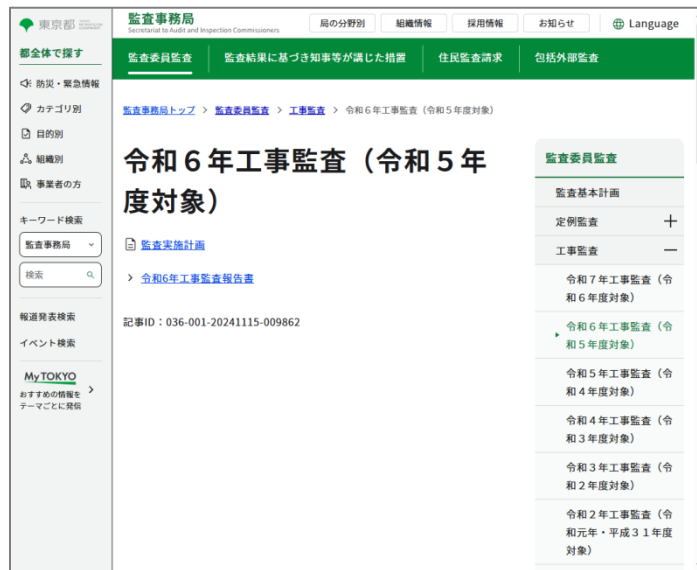 東京都
都全体で探す
防災・緊急情報
カテゴリ別
目的別
組織別
事業者の方
キーワード検索
監査事務局
検索
報道発表検索
イベント検索
My TOKYO
おすすめの情報を
テーマごとに発信
監査事務局
Secretariat to Audit and Inspection Commissioners
局の分野別
組織情報
採用情報
お知らせ
Language
監査委員監査
監査結果に基づき知事等が講じた措置
住民監査請求
包括外部監査
監査事務局トップ > 監査委員監査 > 工事監査 > 令和６年工事監査（令和５年度対象）
令和６年工事監査（令和５年
度対象）
監査実施計画
令和6年工事監査報告書
記事ID：036-001-20241115-009862
監査委員監査
監査基本計画
定例監査
工事監査
令和７年工事監査（令
和６年度対象）
令和６年工事監査（令
和５年度対象）
令和５年工事監査（令
和４年度対象）
令和４年工事監査（令
和３年度対象）
令和３年工事監査（令
和２年度対象）
令和２年工事監査（令
和元年・平成３１年度
対象）